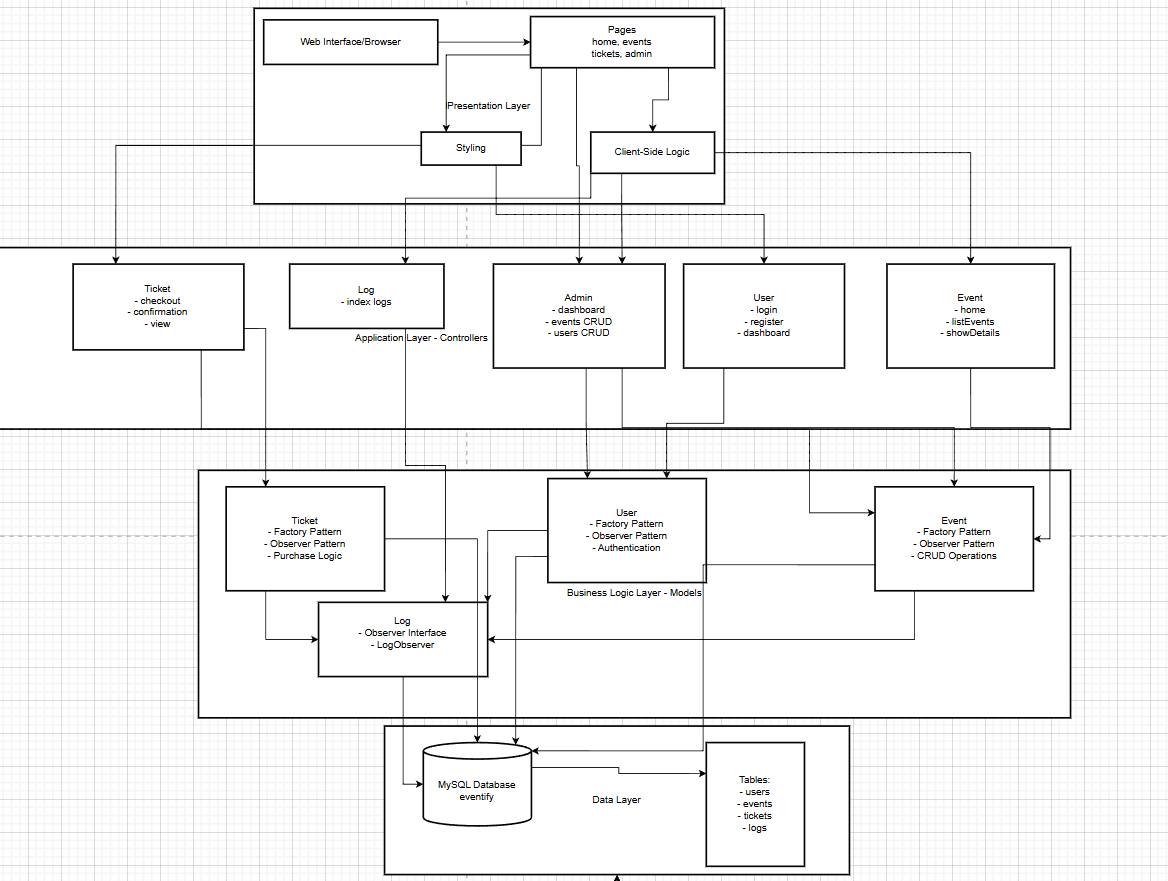 Web Interface/Browser
Pages
home, events
tickets, admin
Presentation Layer
Styling
Client-Side Logic
Ticket
- checkout
- confirmation
- view
Log
- index logs
Admin
- dashboard
- events CRUD
- users CRUD
User
- login
- register
- dashboard
Event
- home
- listEvents
- showDetails
Application Layer - Controllers
Ticket
- Factory Pattern
- Observer Pattern
- Purchase Logic
User
- Factory Pattern
- Observer Pattern
- Authentication
Event
- Factory Pattern
- Observer Pattern
- CRUD Operations
Business Logic Layer - Models
Log
- Observer Interface
- LogObserver
MySQL Database
eventify
Data Layer
Tables:
- users
- events
- tickets
- logs